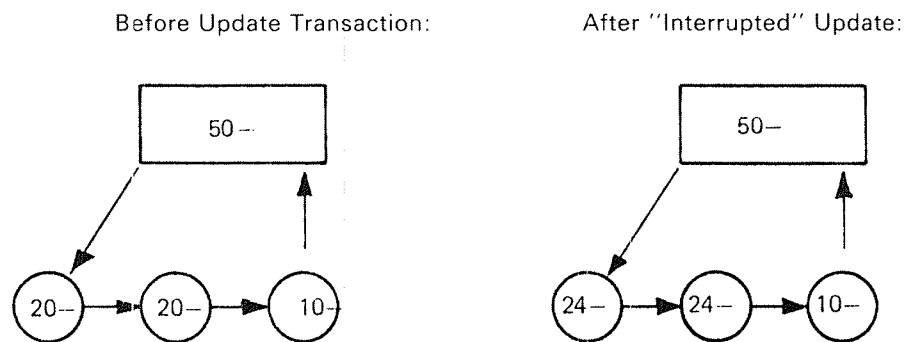 Before Update Transaction: After ''Interrupted'' Update:
50– 50–
20– 20– 10– 24– 24– 10–